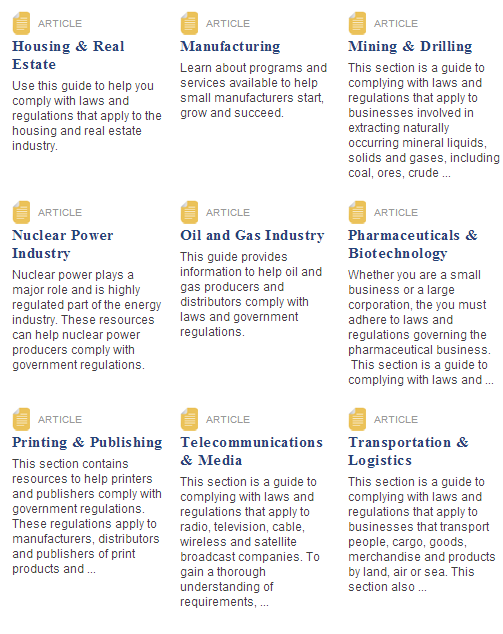 ARTICLE
Housing & Real
Estate
Use this guide to help you
comply with laws and
regulations that apply to the
housing and real estate
industry.
ARTICLE
Manufacturing
Learn about programs and
services available to help
small manufacturers start,
grow and succeed.
ARTICLE
Mining & Drilling
This section is a guide to
complying with laws and
regulations that apply to
businesses involved in
extracting naturally
occurring mineral liquids,
solids and gases, including
coal, ores, crude ...
ARTICLE
Nuclear Power
Industry
Nuclear power plays a
major role and is highly
regulated part of the energy
industry. These resources
can help nuclear power
producers comply with
government regulations.
ARTICLE
Oil and Gas Industry
This guide provides
information to help oil and
gas producers and
distributors comply with
laws and government
regulations.
ARTICLE
Pharmaceuticals &
Biotechnology
Whether you are a small
business or a large
corporation, the you must
adhere to laws and
regulations governing the
pharmaceutical business.
This section is a guide to
complying with laws and ...
ARTICLE
Printing & Publishing
This section contains
resources to help printers
and publishers comply with
government regulations.
These regulations apply to
manufacturers, distributors
and publishers of print
products and ...
ARTICLE
Telecommunications
& Media
This section is a guide to
complying with laws and
regulations that apply to
radio, television, cable,
wireless and satellite
broadcast companies. To
gain a thorough
understanding of
requirements, ...
ARTICLE
Transportation &
Logistics
This section is a guide to
complying with laws and
regulations that apply to
businesses that transport
people, cargo, goods,
merchandise and products
by land, air or sea. This
section also ...